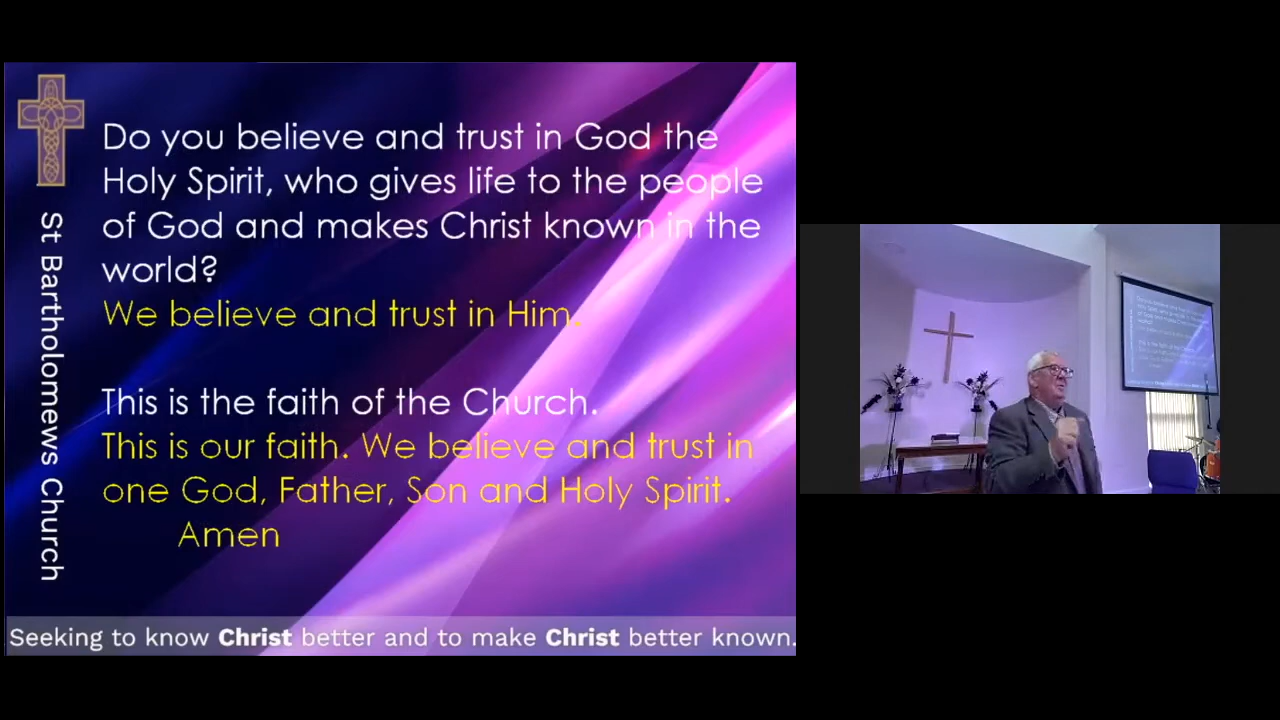 Do you believe and trust in God the
Holy Spirit, who gives life to the people
of God and makes Christ known in the
world?
We believe and trust in Him.
This is the faith of the Church.
This is our faith. We believe and trust in
one God, Father, Son and Holy Spirit.
Amen
St Bartholomews Church
Seeking to know Christ better and to make Christ better known.